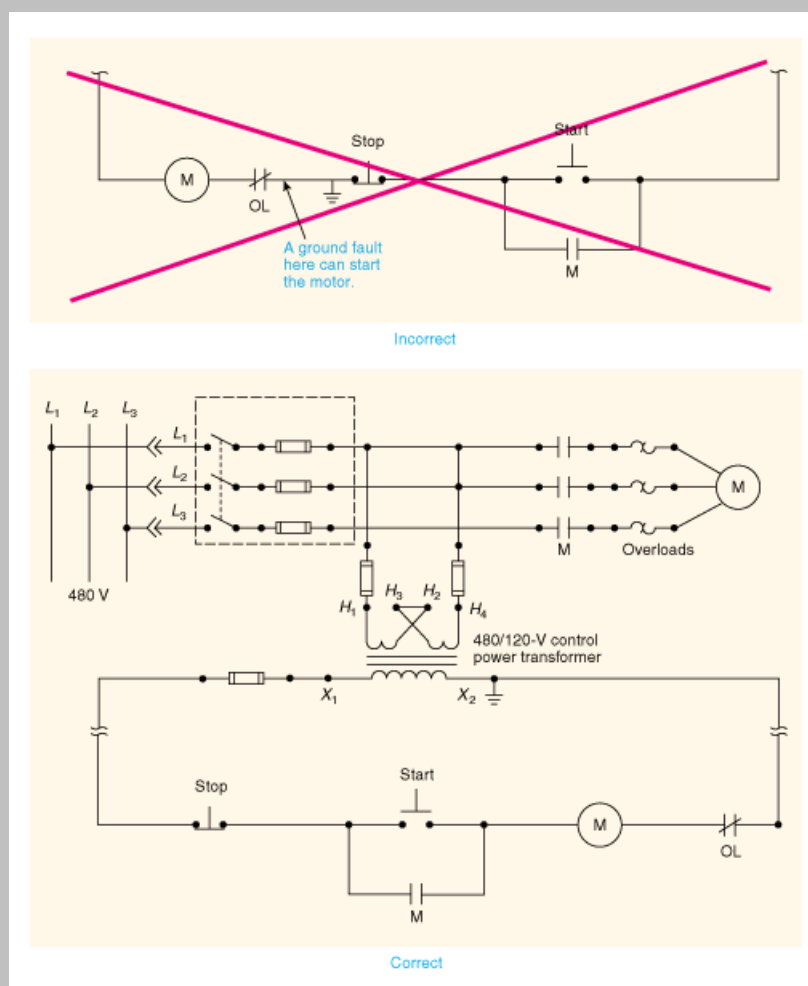 Stop
Start
M
OL
A ground fault
here can start
the motor.
M
Incorrect
L1 L2 L3
L1
L2
M
L3
M
Overloads
480 V
H1 H3 H2 H4
480/120-V control
power transformer
X1 X2
Stop
Start
M
OL
M
Correct